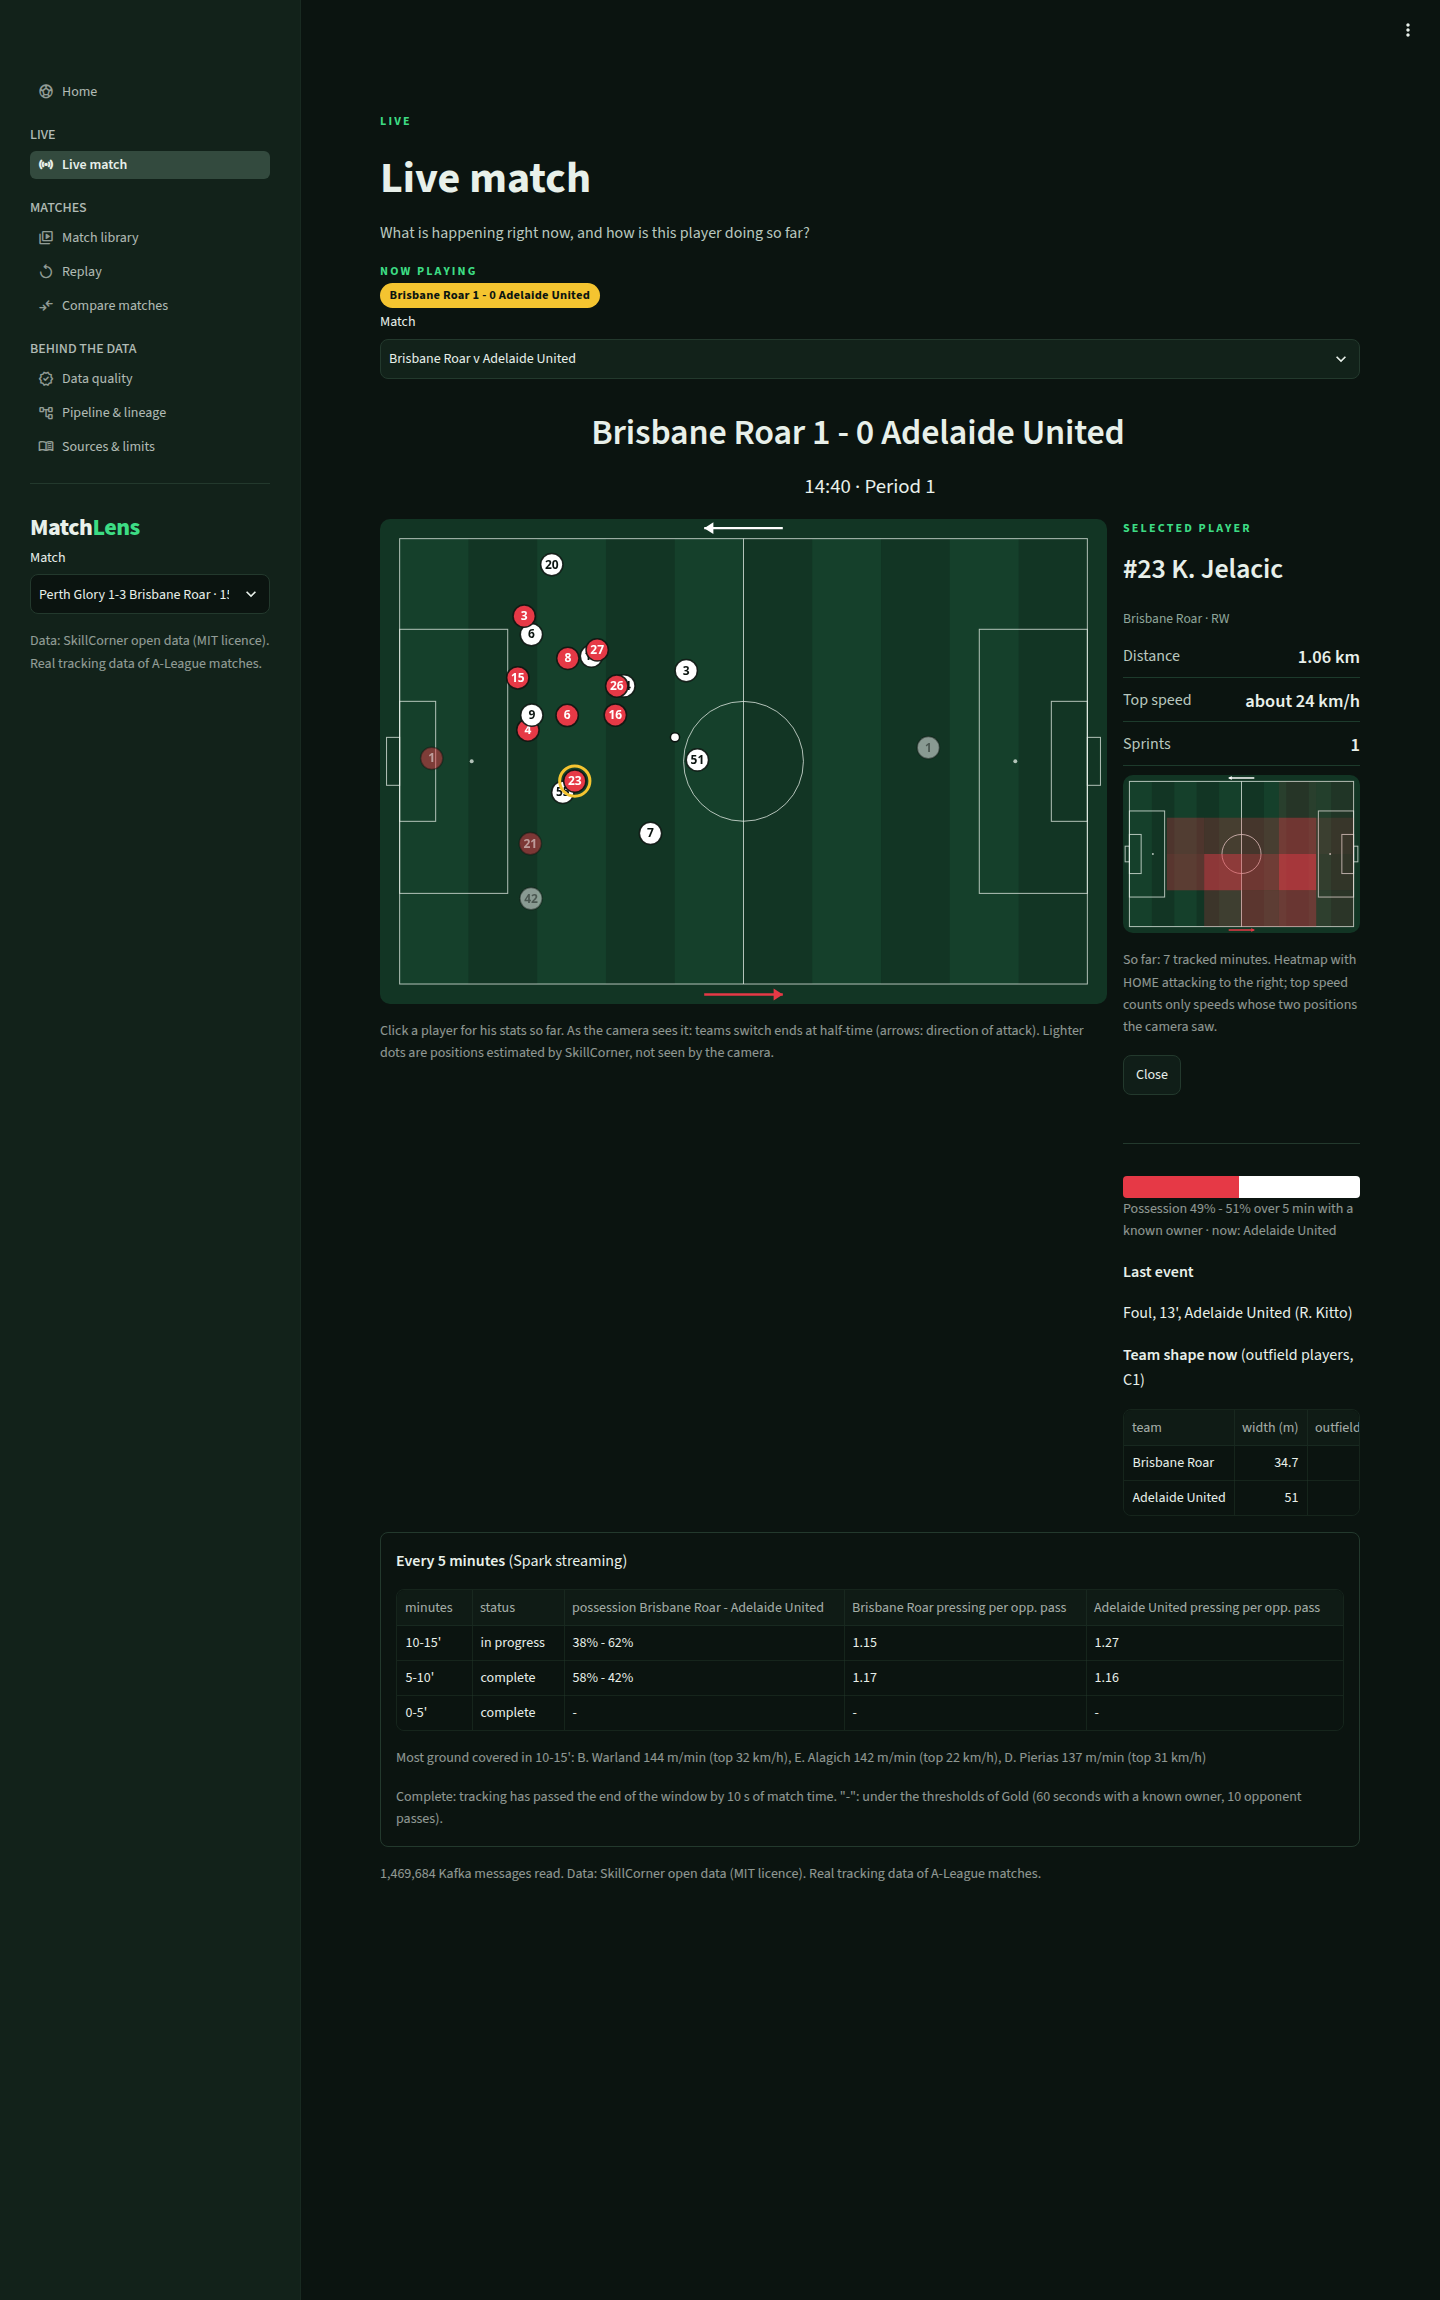 Home
LIVE
Live match
MATCHES
Match library
Replay
Compare matches
BEHIND THE DATA
Data quality
Pipeline & lineage
Sources & limits
MatchLens
Match
Perth Glory 1-3 Brisbane Roar · 15
Data: SkillCorner open data (MIT licence).
Real tracking data of A-League matches.
LIVE
Live match
What is happening right now, and how is this player doing so far?
NOW PLAYING
Brisbane Roar 1 - 0 Adelaide United
Match
Brisbane Roar v Adelaide United
Brisbane Roar 1 - 0 Adelaide United
14:40 · Period 1
20
3
6
8
27
3
15
26
9
6
16
4
1
1
51
23
7
21
42
Click a player for his stats so far. As the camera sees it: teams switch ends at half-time (arrows: direction of attack). Lighter
dots are positions estimated by SkillCorner, not seen by the camera.
SELECTED PLAYER
#23 K. Jelacic
Brisbane Roar · RW
Distance 1.06 km
Top speed about 24 km/h
Sprints 1
So far: 7 tracked minutes. Heatmap with
HOME attacking to the right; top speed
counts only speeds whose two positions
the camera saw.
Close
Possession 49% - 51% over 5 min with a
known owner · now: Adelaide United
Last event
Foul, 13', Adelaide United (R. Kitto)
Team shape now (outfield players,
C1)
team width (m) outfield
Brisbane Roar 34.7
Adelaide United 51
Every 5 minutes (Spark streaming)
minutes status possession Brisbane Roar - Adelaide United Brisbane Roar pressing per opp. pass Adelaide United pressing per opp. pass
10-15' in progress 38% - 62% 1.15 1.27
5-10' complete 58% - 42% 1.17 1.16
0-5' complete - - -
Most ground covered in 10-15': B. Warland 144 m/min (top 32 km/h), E. Alagich 142 m/min (top 22 km/h), D. Pierias 137 m/min (top 31 km/h)
Complete: tracking has passed the end of the window by 10 s of match time. "-": under the thresholds of Gold (60 seconds with a known owner, 10 opponent
passes).
1,469,684 Kafka messages read. Data: SkillCorner open data (MIT licence). Real tracking data of A-League matches.